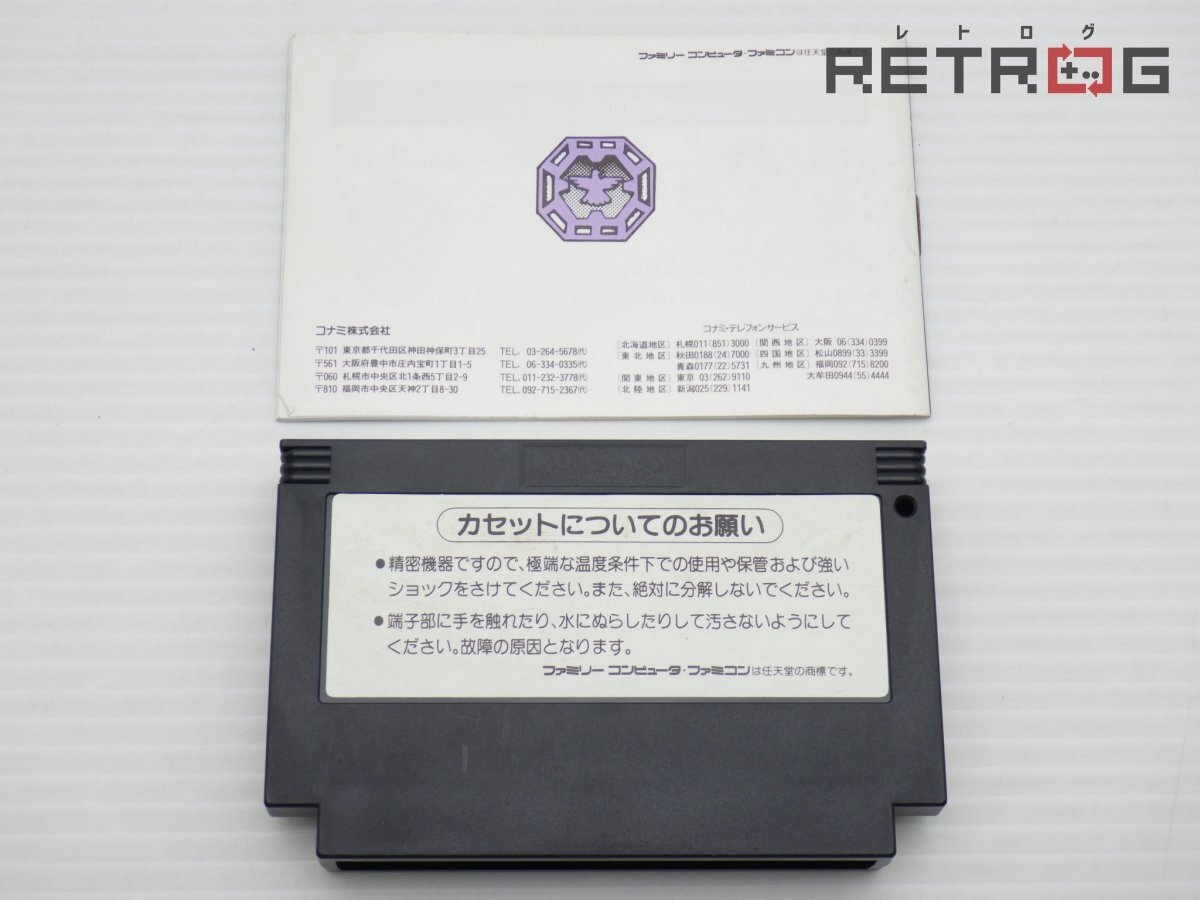 レトログ
RETROG
ファミリー コンピュータ・ファミコンは任天堂の商標です
コナミ株式会社
〒101 東京都千代田区神田神保町3丁目25 TEL. 03-264-5678㈹
〒561 大阪府豊中市庄内宝町1丁目1-5 TEL. 06-334-0335㈹
〒060 札幌市中央区北1条西5丁目2-9 TEL. 011-232-3778㈹
〒810 福岡市中央区天神2丁目8-30 TEL. 092-715-2367㈹
コナミ・テレフォンサービス
〔北海道地区〕札幌011(851)3000〔関西地区〕大阪 06(334)0399
〔東北地区〕秋田0188(24)7000〔四国地区〕松山0899(33)3399
青森0177(22)5731〔九州地区〕福岡092(715)8200
〔関東地区〕東京 03(262)9110 大牟田0944(55)4444
〔北陸地区〕新潟025(229)1141
カセットについてのお願い
●精密機器ですので、極端な温度条件下での使用や保管および強い
ショックをさけてください。また、絶対に分解しないでください。
●端子部に手を触れたり、水にぬらしたりして汚さないようにして
ください。故障の原因となります。
ファミリー コンピュータ・ファミコンは任天堂の商標です。